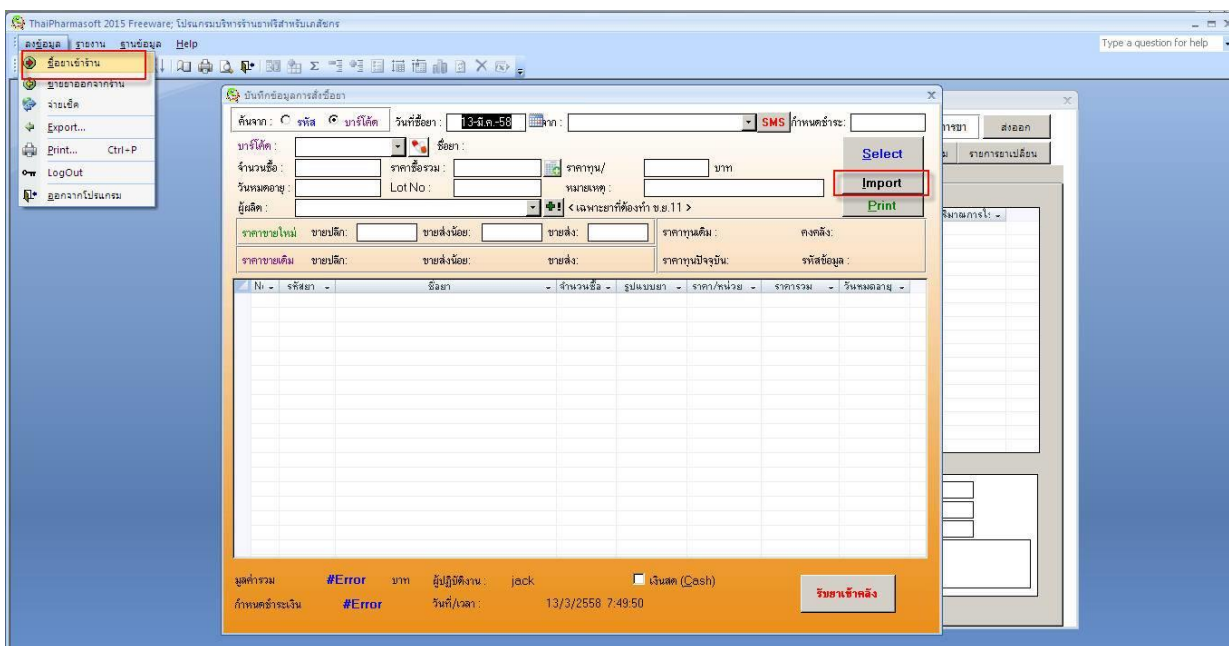 ThaiPharmasoft 2015 Freeware; โปรแกรมบริหารร้านยาฟรีสำหรับเภสัชกร
ลงข้อมูล รายงาน ฐานข้อมูล Help
Type a question for help
ซื้อยาเข้าร้าน
ขายยาออกจากร้าน
จ่ายเช็ค
Export...
Print... Ctrl+P
LogOut
ออกจากโปรแกรม
บันทึกข้อมูลการสั่งซื้อยา
ค้นจาก : รหัส บาร์โค้ด วันที่ซื้อยา : 13-มี.ค.-58 จาก : SMS กำหนดชำระ:
บาร์โค้ด : ชื่อยา : Select
จำนวนซื้อ : ราคาซื้อรวม : ราคาทุน/ บาท
วันหมดอายุ : Lot No : หมายเหตุ : Import
ผู้ผลิต : <เฉพาะยาที่ต้องทำ ข.ย.11 > Print
ราคาขายใหม่ ขายปลีก: ขายส่งน้อย: ขายส่ง: ราคาทุนเดิม : คงคลัง:
ราคาขายเดิม ขายปลีก: ขายส่งน้อย: ขายส่ง: ราคาทุนปัจจุบัน: รหัสข้อมูล :
รหัสยา ชื่อยา จำนวนซื้อ รูปแบบยา ราคา/หน่วย ราคารวม วันหมดอายุ
ส่งออก
รายการยาเปลี่ยน
มูลค่ารวม #Error บาท ผู้ปฏิบัติงาน : jack เงินสด (Cash)
กำหนดชำระเงิน #Error วันที่/เวลา : 13/3/2558 7:49:50
รับยาเข้าคลัง